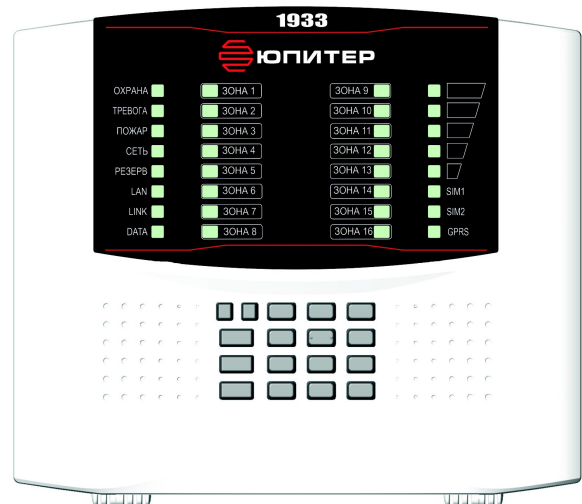 1933
ЮПИТЕР
ОХРАНА ЗОНА 1 ЗОНА 9
ТРЕВОГА ЗОНА 2 ЗОНА 10
ПОЖАР ЗОНА 3 ЗОНА 11
СЕТЬ ЗОНА 4 ЗОНА 12
РЕЗЕРВ ЗОНА 5 ЗОНА 13
LAN ЗОНА 6 ЗОНА 14 SIM1
LINK ЗОНА 7 ЗОНА 15 SIM2
DATA ЗОНА 8 ЗОНА 16 GPRS